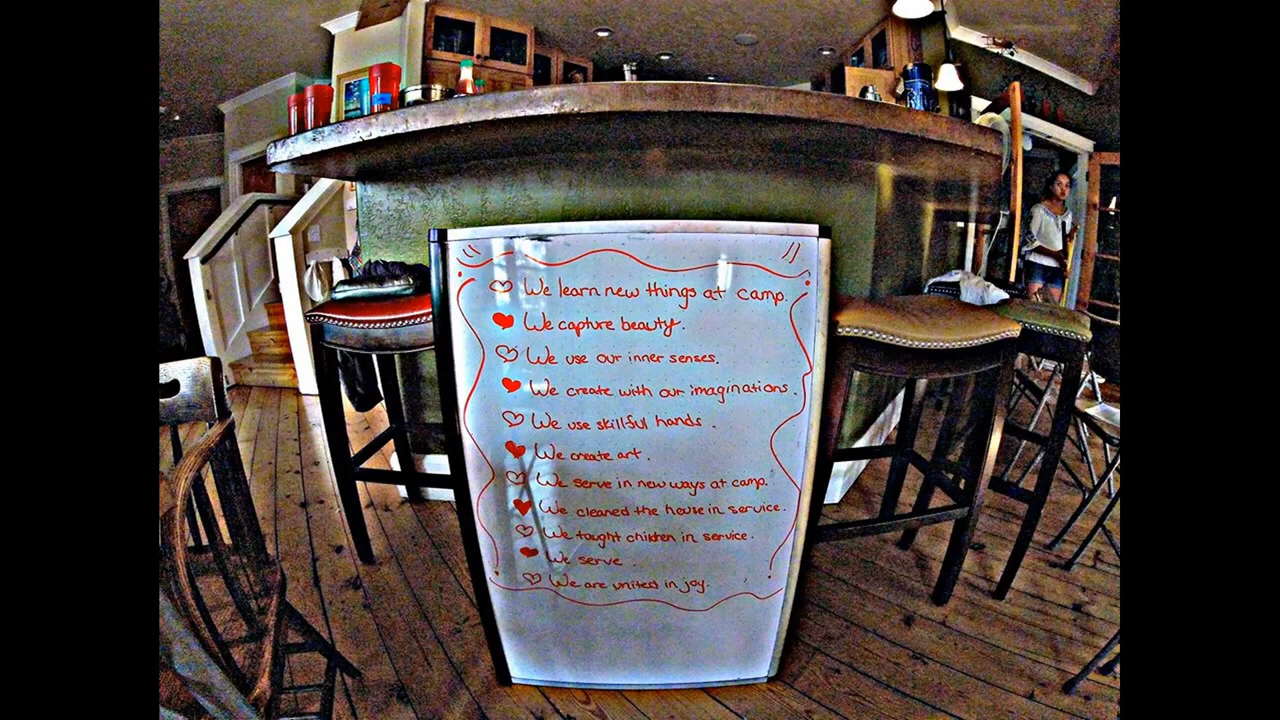 We learn new things at camp.
We capture beauty.
We use our inner senses.
We create with our imaginations.
We use skillful hands.
We create art.
We serve in new ways at camp.
We cleaned the house in service.
We taught children in service.
We serve.
We are united in joy.